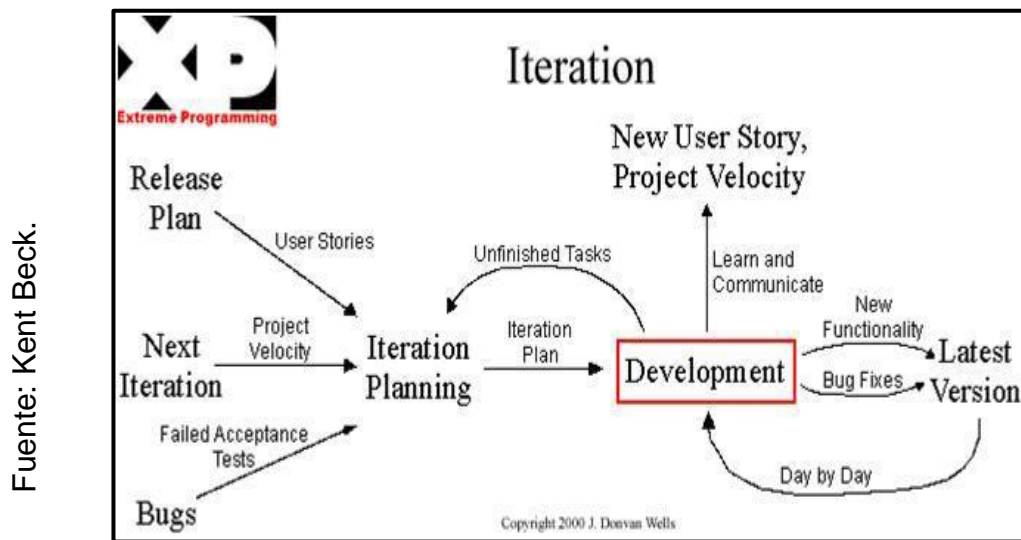 Fuente: Kent Beck.
XP
Extreme Programming
Iteration
New User Story,
Project Velocity
Release
Plan
User Stories
Unfinished Tasks
Learn and
Communicate
Next
Iteration
Project
Velocity
Iteration
Planning
Iteration
Plan
Development
New
Functionality
Bug Fixes
Latest
Version
Failed Acceptance
Tests
Bugs
Day by Day
Copyright 2000 J. Donvan Wells